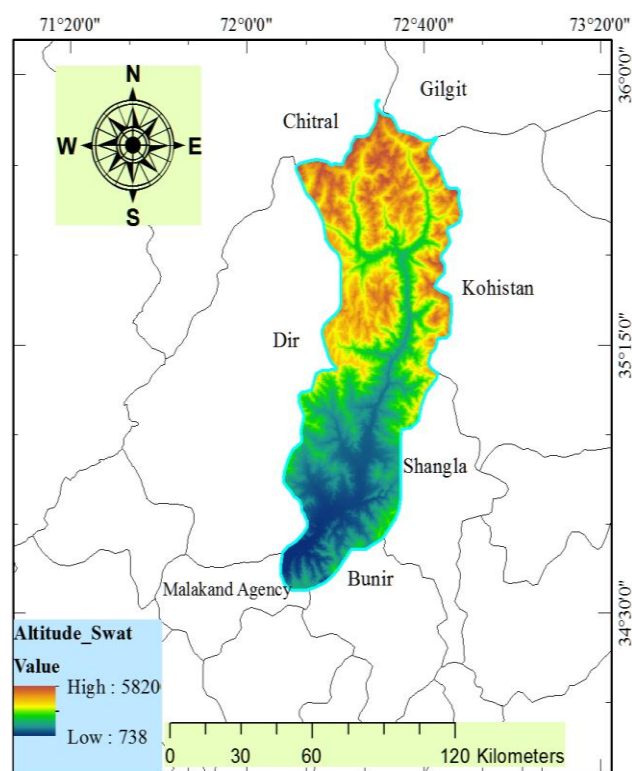 71°20'0"
72°0'0"
72°40'0"
73°20'0"
36°0'0"
N
W
E
S
Gilgit
Chitral
Kohistan
Dir
35°15'0"
Shangla
Bunir
Malakand Agency
34°30'0"
Altitude_Swat
Value
High : 5820
Low : 738
0 30 60 120 Kilometers